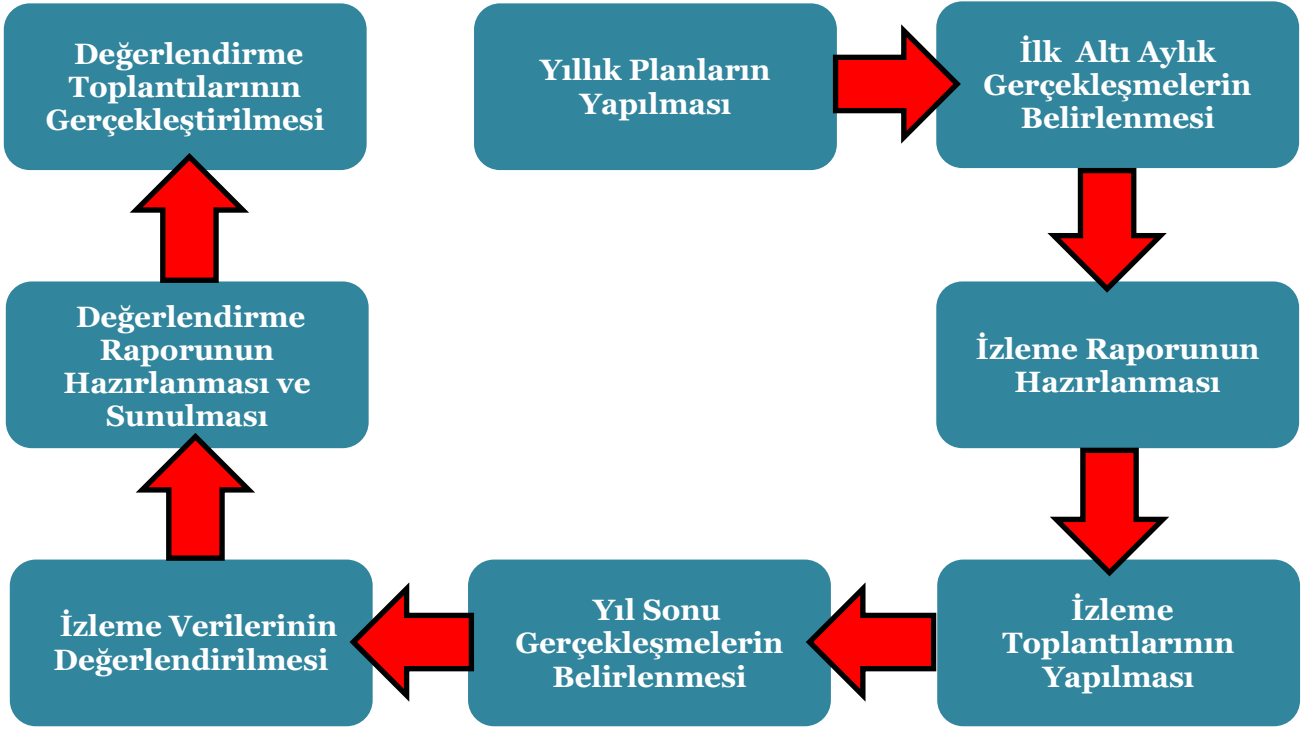 Değerlendirme
Toplantılarının
Gerçekleştirilmesi
Yıllık Planların
Yapılması
İlk Altı Aylık
Gerçekleşmelerin
Belirlenmesi
Değerlendirme
Raporunun
Hazırlanması ve
Sunulması
İzleme Raporunun
Hazırlanması
İzleme Verilerinin
Değerlendirilmesi
Yıl Sonu
Gerçekleşmelerin
Belirlenmesi
İzleme
Toplantılarının
Yapılması